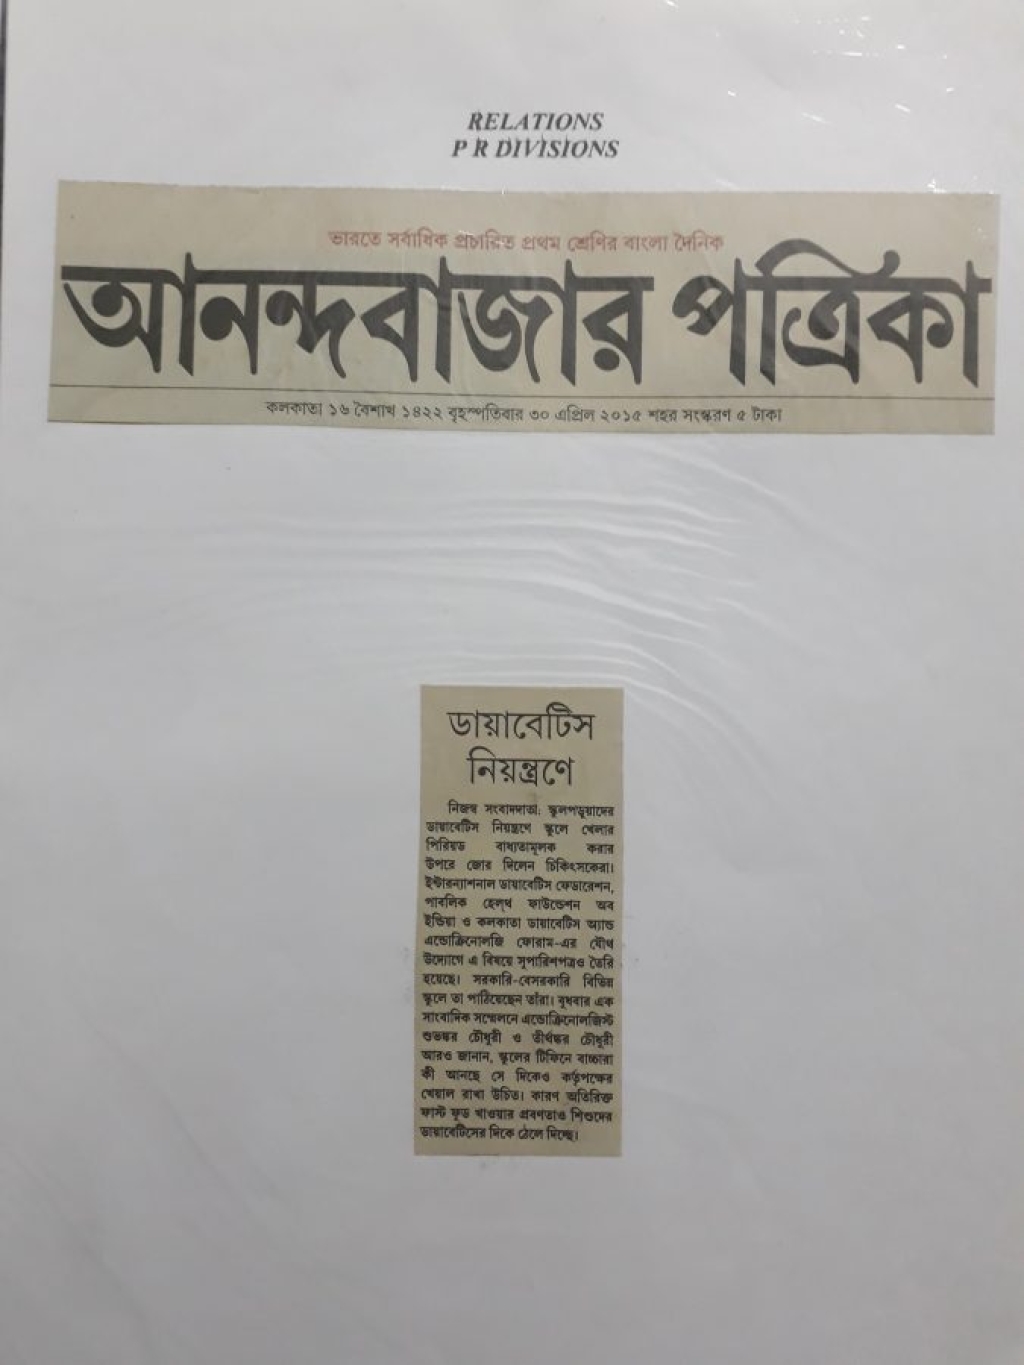 RELATIONS
P R DIVISIONS
ভারতে সর্বাধিক প্রচারিত প্রথম শ্রেণির বাংলা দৈনিক
আনন্দবাজার পত্রিকা
কলকাতা ১৬ বৈশাখ ১৪২২ বৃহস্পতিবার ৩০ এপ্রিল ২০১৫ শহর সংস্করণ ৫ টাকা
ডায়াবেটিস
নিয়ন্ত্রণে
নিজস্ব সংবাদদাতা: স্কুলপড়ুয়াদের
ডায়াবেটিস নিয়ন্ত্রণে স্কুলে খেলার
পিরিয়ড বাধ্যতামূলক করার
উপরে জোর দিলেন চিকিৎসকেরা।
ইন্টারন্যাশনাল ডায়াবেটিস ফেডারেশন,
পাবলিক হেল্‌থ ফাউন্ডেশন অব
ইন্ডিয়া ও কলকাতা ডায়াবেটিস অ্যান্ড
এন্ডোক্রিনোলজি ফোরাম-এর যৌথ
উদ্যোগে এ বিষয়ে সুপারিশপত্রও তৈরি
হয়েছে। সরকারি-বেসরকারি বিভিন্ন
স্কুলে তা পাঠিয়েছেন তাঁরা। বুধবার এক
সাংবাদিক সম্মেলনে এন্ডোক্রিনোলজিস্ট
শুভঙ্কর চৌধুরী ও তীর্থঙ্কর চৌধুরী
আরও জানান, স্কুলের টিফিনে বাচ্চারা
কী আনছে সে দিকেও কর্তৃপক্ষের
খেয়াল রাখা উচিত। কারণ অতিরিক্ত
ফাস্ট ফুড খাওয়ার প্রবণতাও শিশুদের
ডায়াবেটিসের দিকে ঠেলে দিচ্ছে।